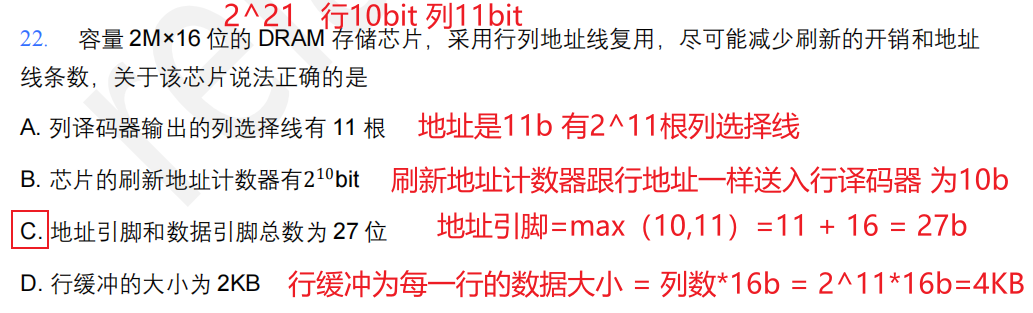 2^21 行10bit 列11bit
22. 容量 2M×16 位的 DRAM 存储芯片，采用行列地址线复用，尽可能减少刷新的开销和地址
线条数，关于该芯片说法正确的是
A. 列译码器输出的列选择线有 11 根 地址是11b 有2^11根列选择线
B. 芯片的刷新地址计数器有2¹⁰bit 刷新地址计数器跟行地址一样送入行译码器 为10b
C. 地址引脚和数据引脚总数为 27 位 地址引脚=max（10,11）=11 + 16 = 27b
D. 行缓冲的大小为 2KB 行缓冲为每一行的数据大小 = 列数*16b = 2^11*16b=4KB